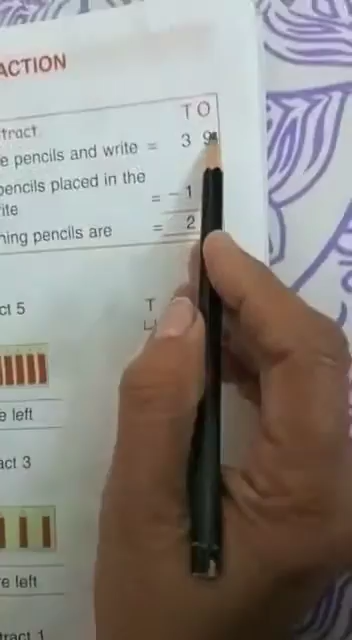 ACTION
T O
tract
e pencils and write = 3 9
pencils placed in the
ite = - 1
ning pencils are = 2
ct 5 T
e left
act 3
e left
tract 1